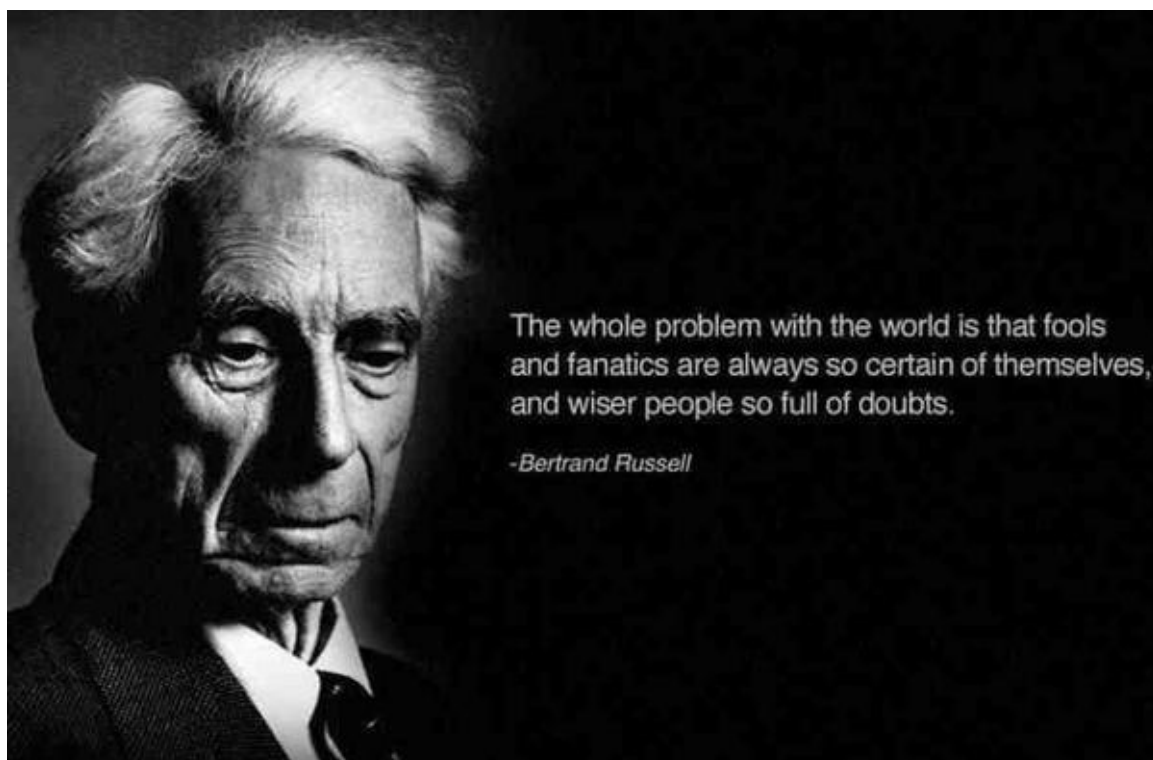 The whole problem with the world is that fools
and fanatics are always so certain of themselves,
and wiser people so full of doubts.
-Bertrand Russell